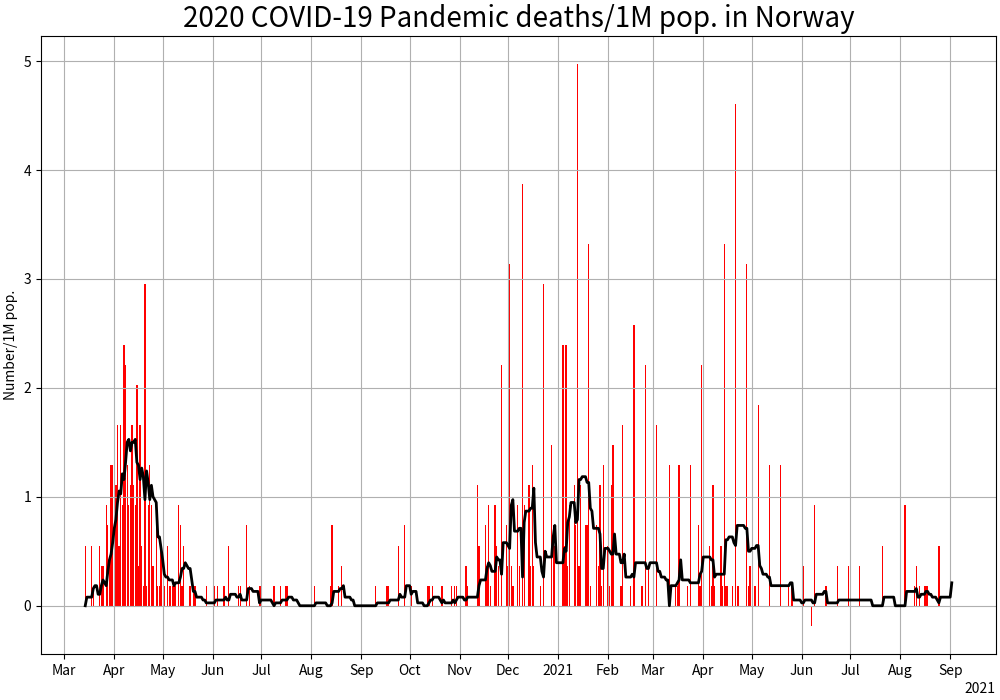 2020 COVID-19 Pandemic deaths/1M pop. in Norway
Number/1M pop.
5
4
3
2
1
0
Mar Apr May Jun Jul Aug Sep Oct Nov Dec 2021 Feb Mar Apr May Jun Jul Aug Sep
2021